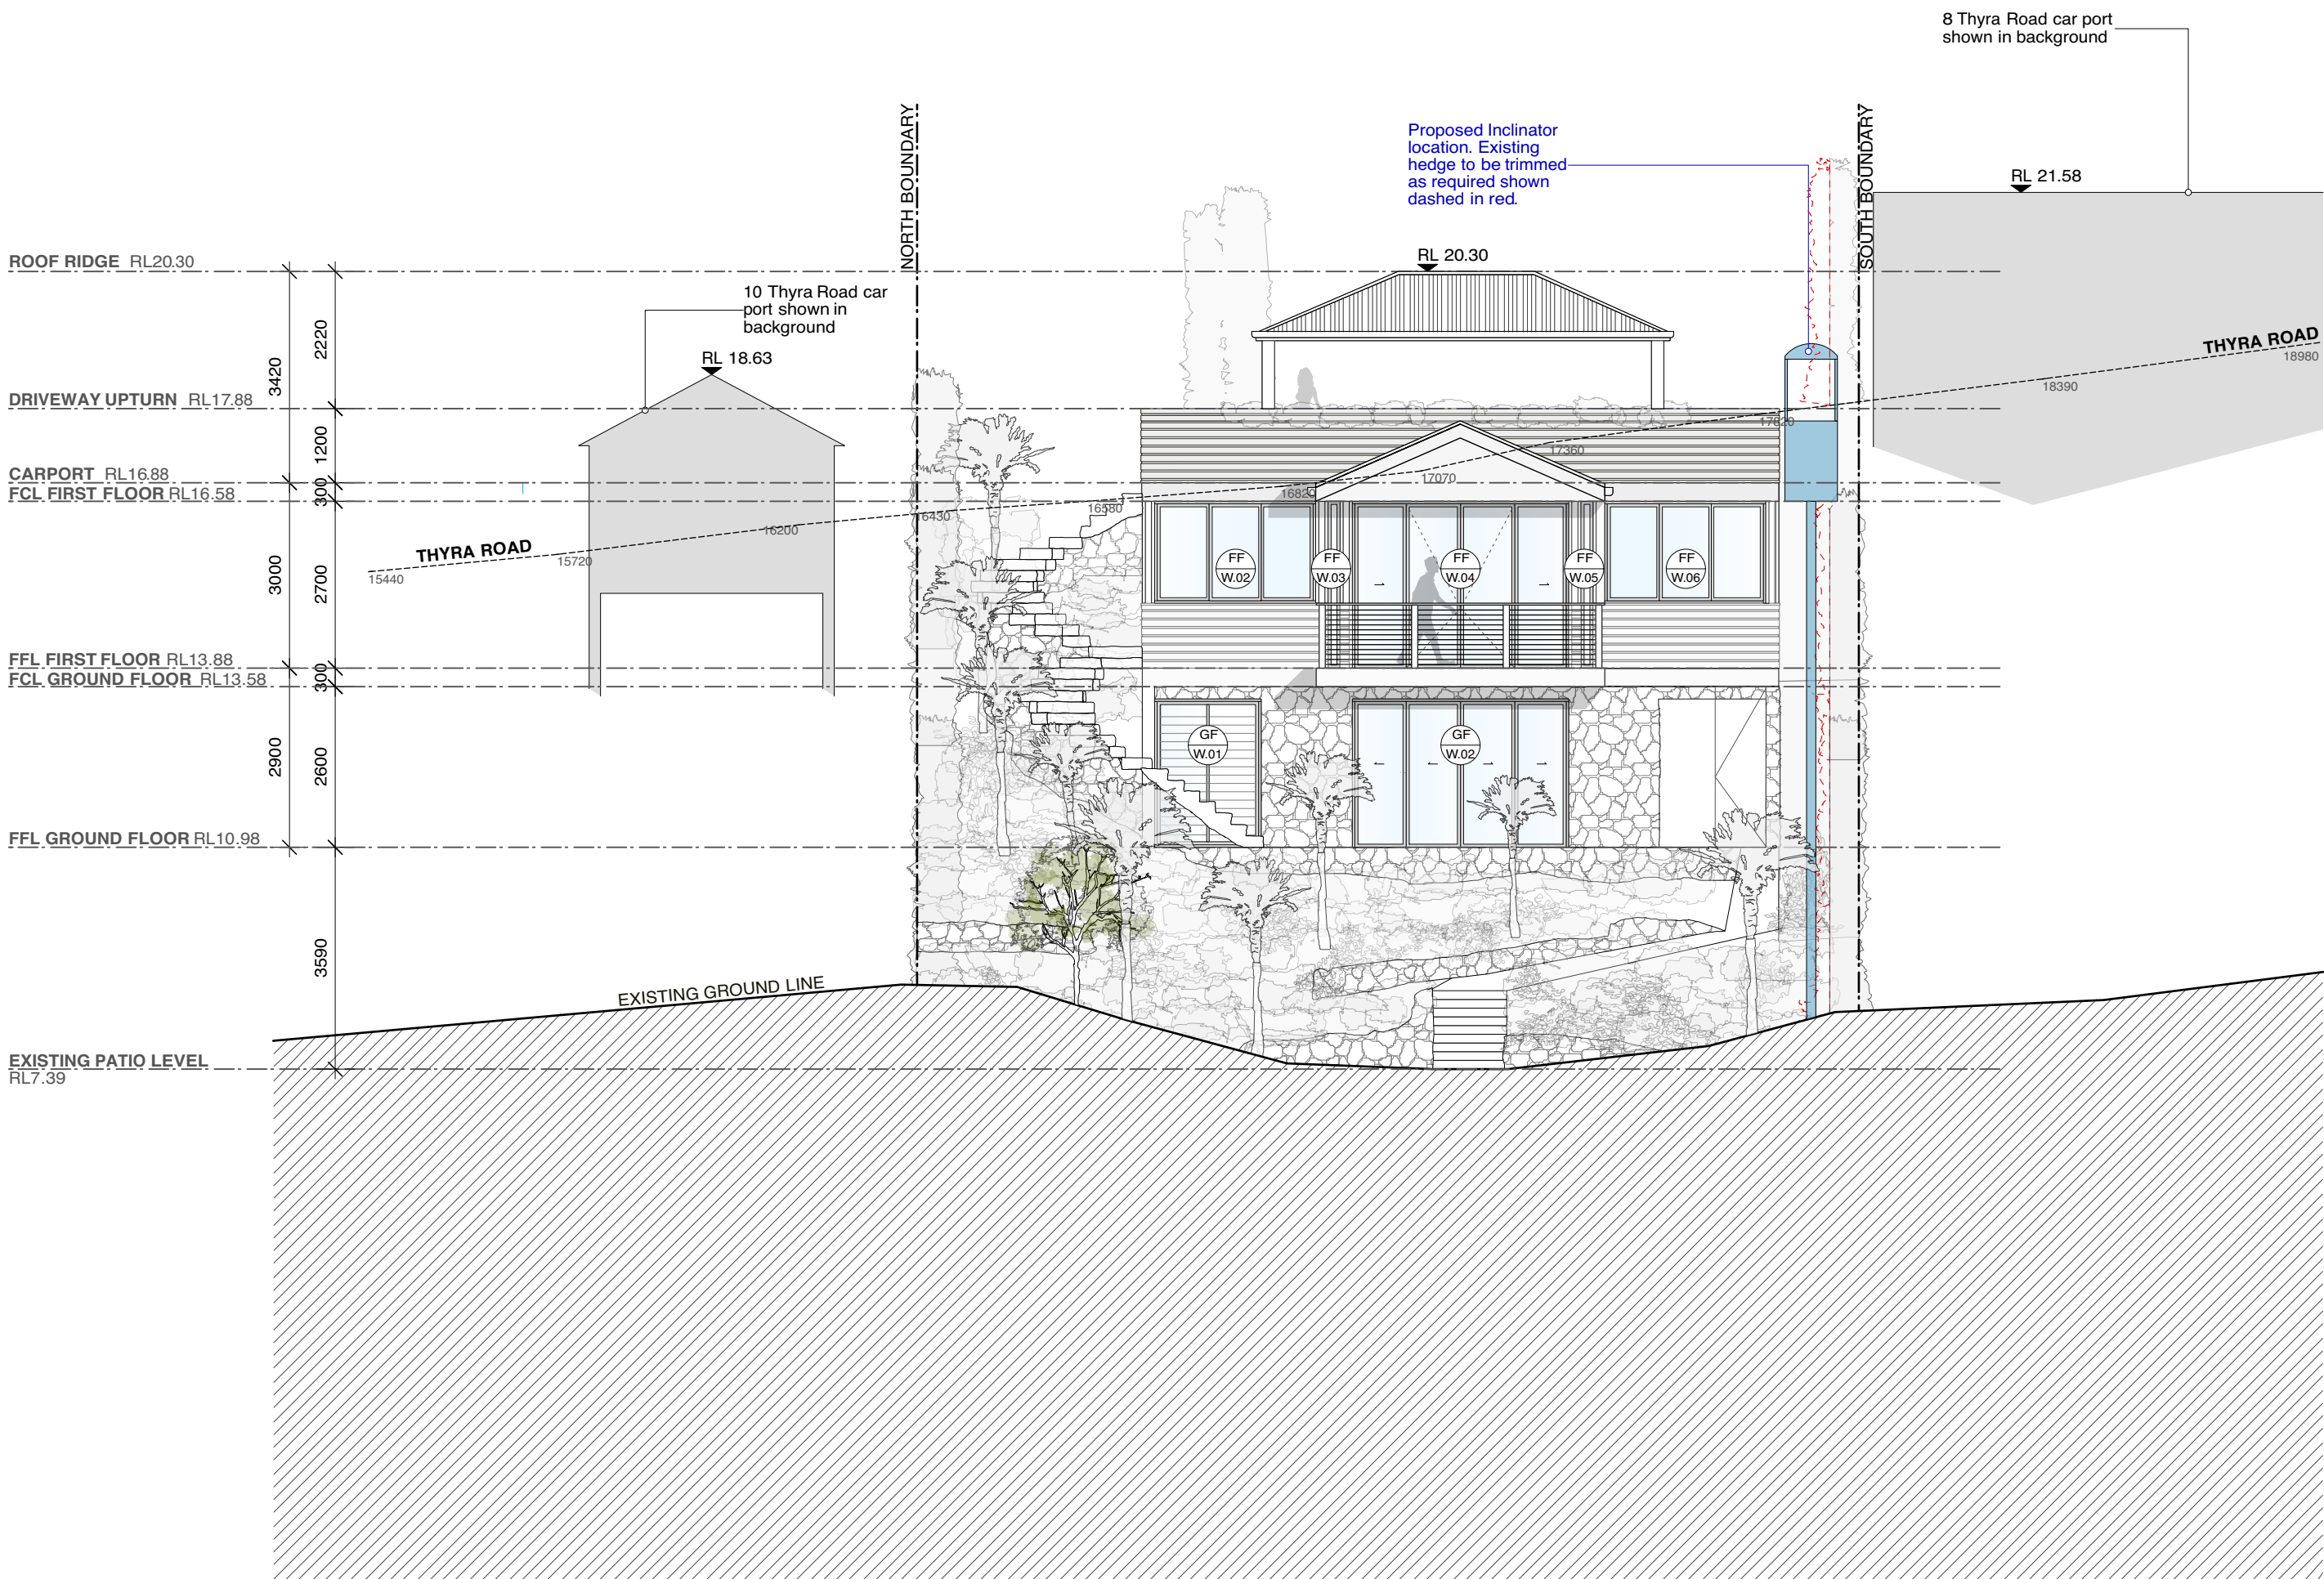 8 Thyra Road car port
shown in background
NORTH BOUNDARY
SOUTH BOUNDARY
Proposed Inclinator
location. Existing
hedge to be trimmed
as required shown
dashed in red.
RL 21.58
RL 20.30
ROOF RIDGE RL20.30
10 Thyra Road car
port shown in
background
RL 18.63
THYRA ROAD
18980
18390
17820
17360
17070
16820
16580
16430
16200
15720
15440
THYRA ROAD
DRIVEWAY UPTURN RL17.88
CARPORT RL16.88
FCL FIRST FLOOR RL16.58
FFL FIRST FLOOR RL13.88
FCL GROUND FLOOR RL13.58
FFL GROUND FLOOR RL10.98
EXISTING PATIO LEVEL
RL7.39
3420
3000
2900
2220
1200
300
2700
300
2600
3590
FF
W.02
FF
W.03
FF
W.04
FF
W.05
FF
W.06
GF
W.01
GF
W.02
EXISTING GROUND LINE